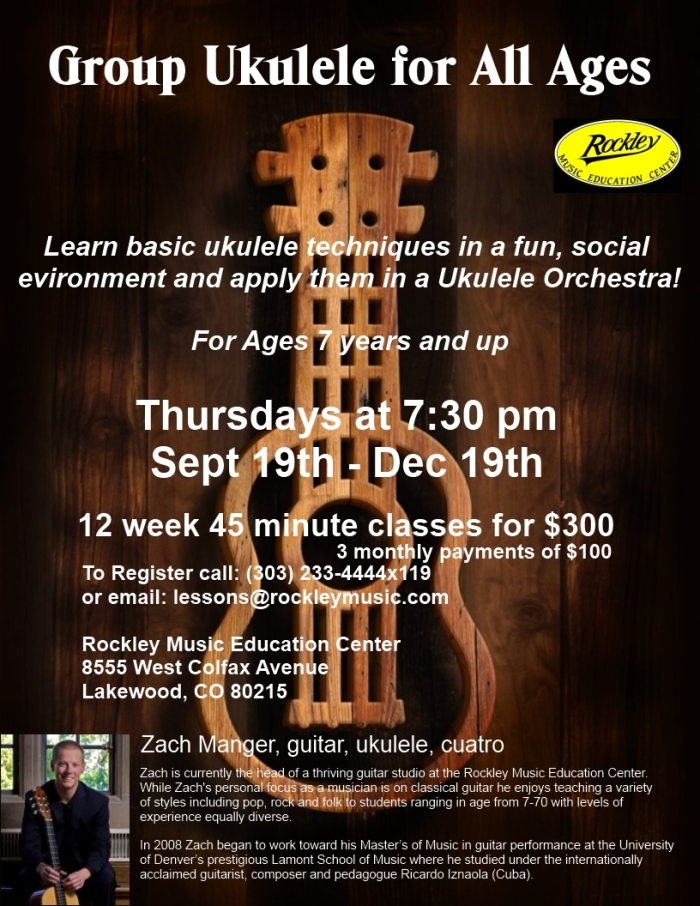 Group Ukulele for All Ages
Rockley
MUSIC EDUCATION CENTER
Learn basic ukulele techniques in a fun, social
evironment and apply them in a Ukulele Orchestra!
For Ages 7 years and up
Thursdays at 7:30 pm
Sept 19th - Dec 19th
12 week 45 minute classes for $300
3 monthly payments of $100
To Register call: (303) 233-4444x119
or email: lessons@rockleymusic.com
Rockley Music Education Center
8555 West Colfax Avenue
Lakewood, CO 80215
Zach Manger, guitar, ukulele, cuatro
Zach is currently the head of a thriving guitar studio at the Rockley Music Education Center.
While Zach's personal focus as a musician is on classical guitar he enjoys teaching a variety
of styles including pop, rock and folk to students ranging in age from 7-70 with levels of
experience equally diverse.
In 2008 Zach began to work toward his Master's of Music in guitar performance at the University
of Denver's prestigious Lamont School of Music where he studied under the internationally
acclaimed guitarist, composer and pedagogue Ricardo Iznaola (Cuba).